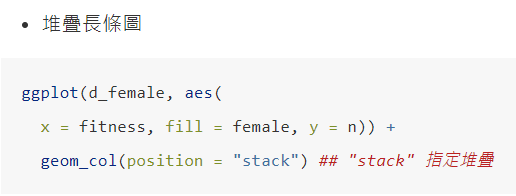 • 堆疊長條圖
ggplot(d_female, aes(
  x = fitness, fill = female, y = n)) +
  geom_col(position = "stack") ## "stack" 指定堆疊